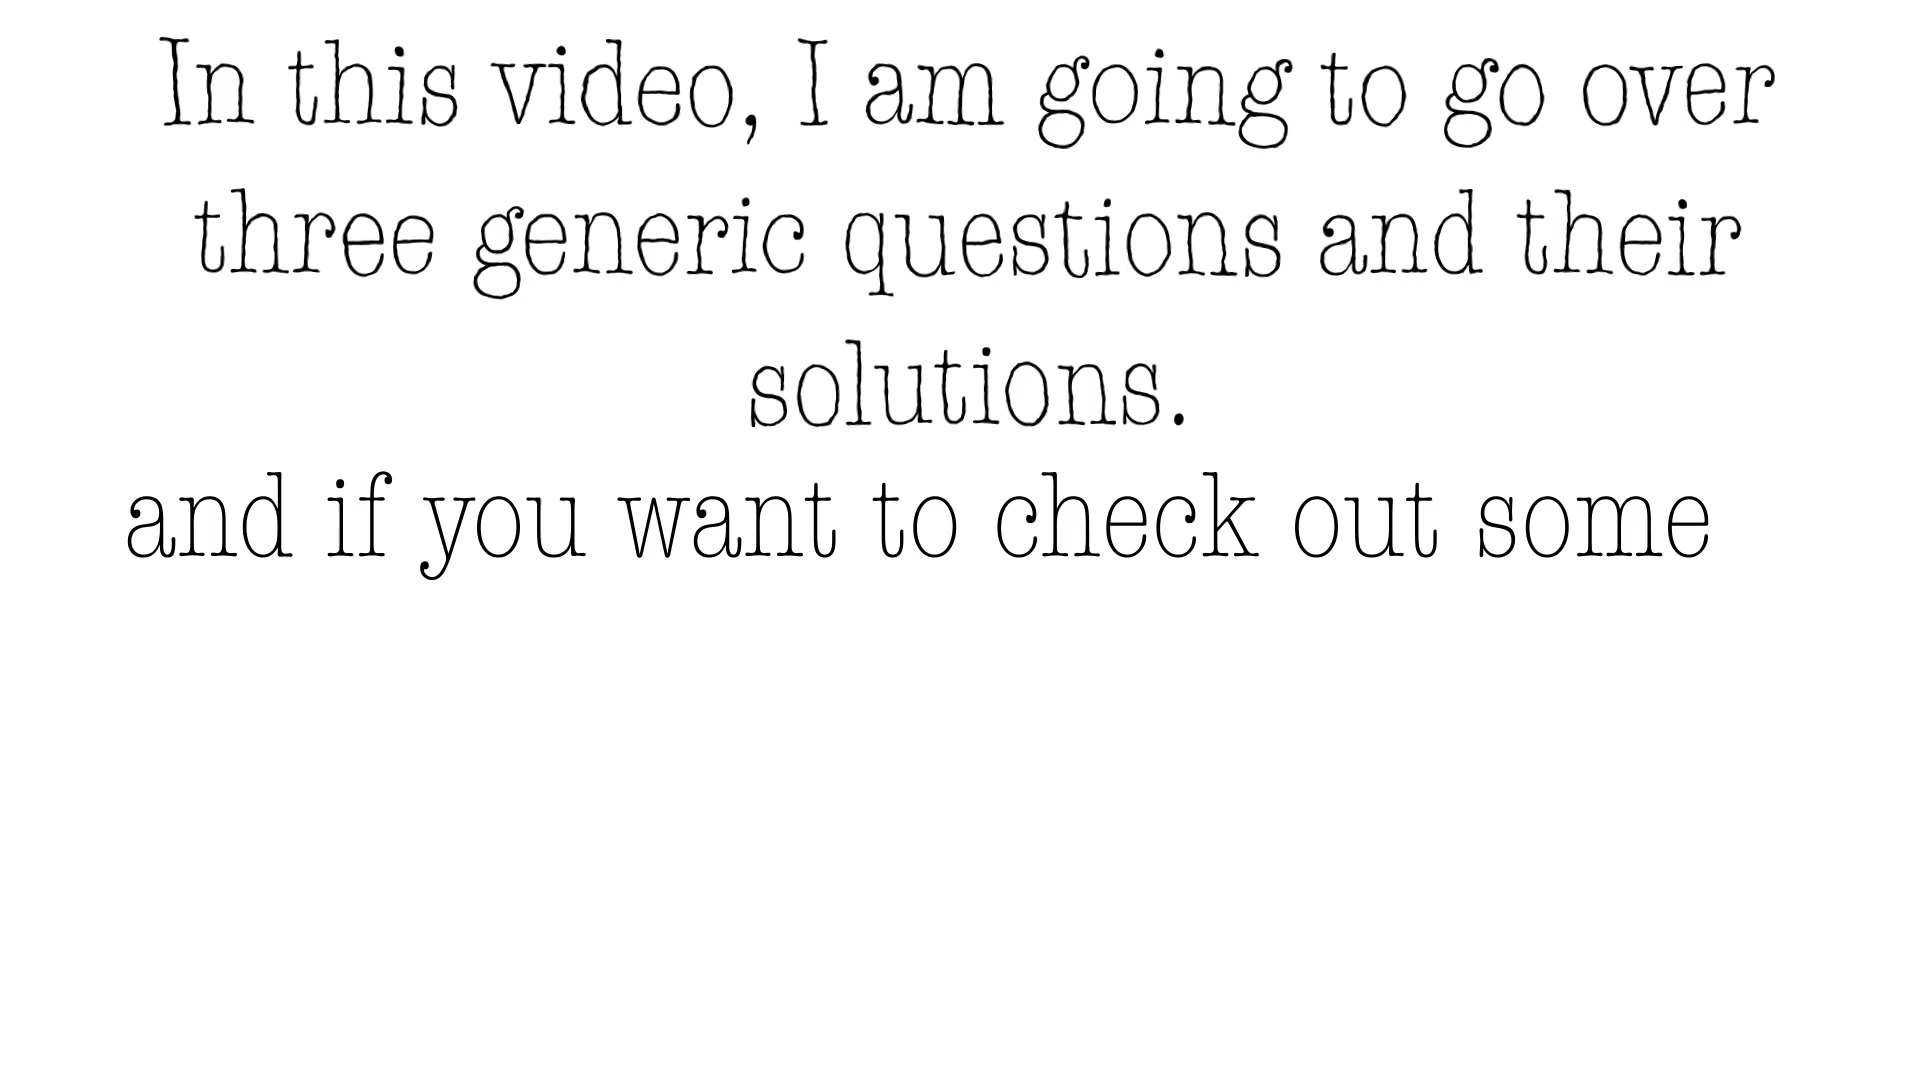 In this video, I am going to go over
three generic questions and their
solutions.
and if you want to check out some